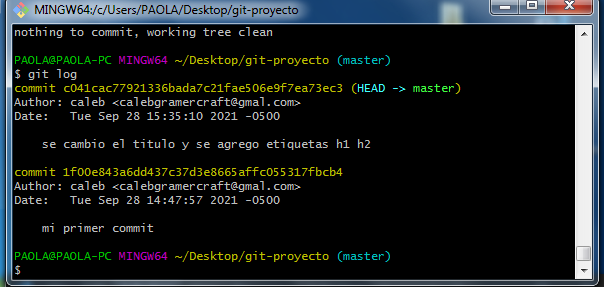 MINGW64:/c/Users/PAOLA/Desktop/git-proyecto
nothing to commit, working tree clean
PAOLA@PAOLA-PC MINGW64 ~/Desktop/git-proyecto (master)
$ git log
commit c041cac77921336bada7c21fae506e9f7ea73ec3 (HEAD -> master)
Author: caleb <calebgramercraft@gmal.com>
Date:   Tue Sep 28 15:35:10 2021 -0500
se cambio el titulo y se agrego etiquetas h1 h2
commit 1f00e843a6dd437c37d3e8665affc055317fbcb4
Author: caleb <calebgramercraft@gmal.com>
Date:   Tue Sep 28 14:47:57 2021 -0500
mi primer commit
PAOLA@PAOLA-PC MINGW64 ~/Desktop/git-proyecto (master)
$